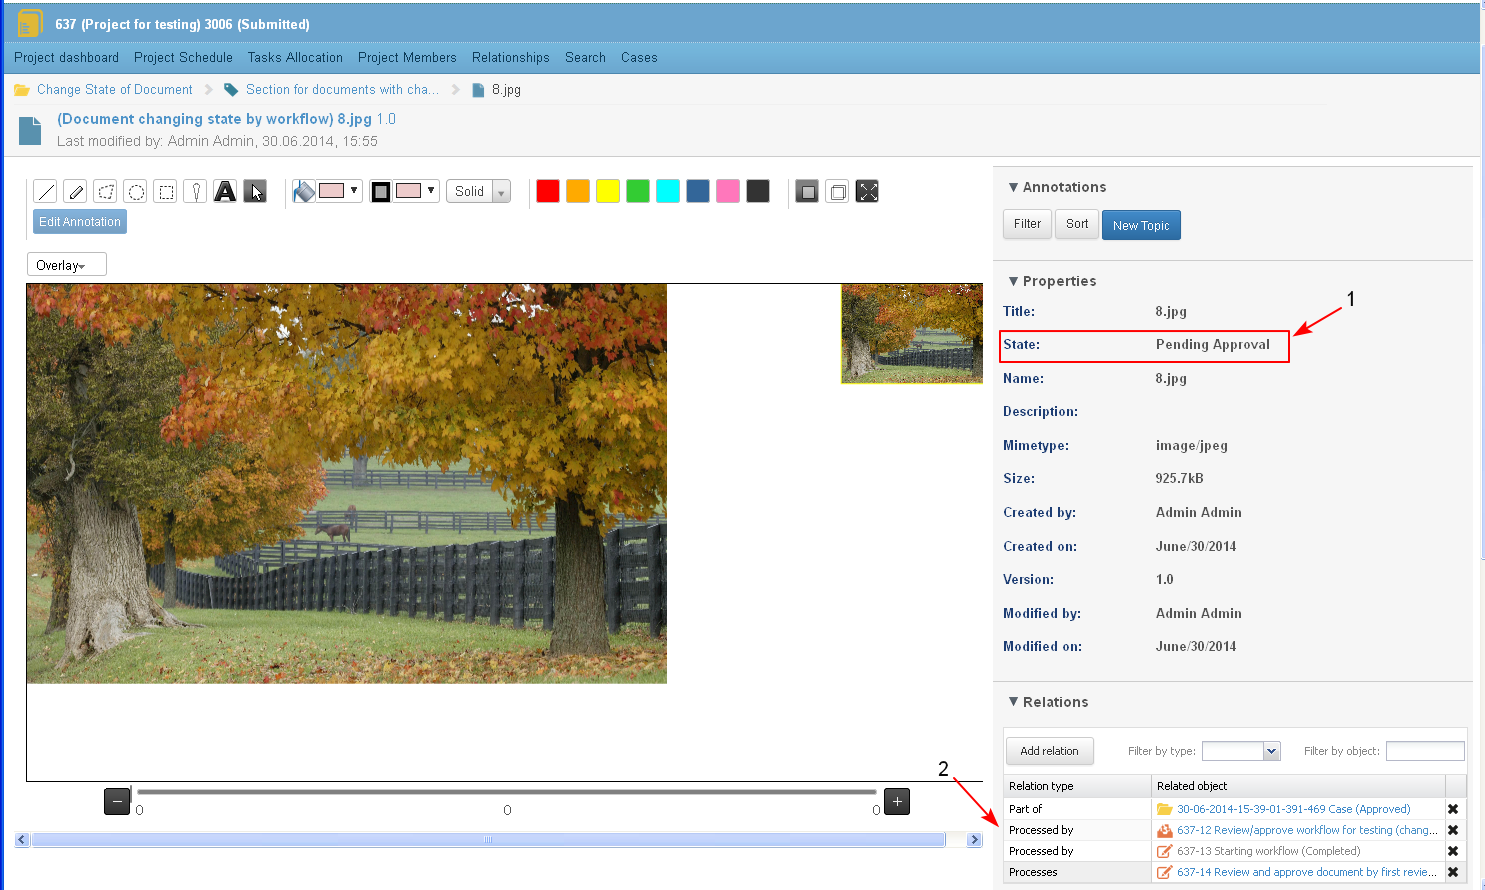 637 (Project for testing) 3006 (Submitted)
Project dashboard Project Schedule Tasks Allocation Project Members Relationships Search Cases
Change State of Document Section for documents with cha... 8.jpg
(Document changing state by workflow) 8.jpg 1.0
Last modified by: Admin Admin, 30.06.2014, 15:55
A Solid
Edit Annotation
Overlay
Annotations
Filter Sort New Topic
Properties
1
Title: 8.jpg
State: Pending Approval
Name: 8.jpg
Description:
Mimetype: image/jpeg
Size: 925.7kB
Created by: Admin Admin
Created on: June/30/2014
Version: 1.0
Modified by: Admin Admin
Modified on: June/30/2014
Relations
Add relation Filter by type: Filter by object:
2
Relation type Related object
Part of 30-06-2014-15-39-01-391-469 Case (Approved)
Processed by 637-12 Review/approve workflow for testing (chang...
Processed by 637-13 Starting workflow (Completed)
Processes 637-14 Review and approve document by first revie...
− 0 0 0 +